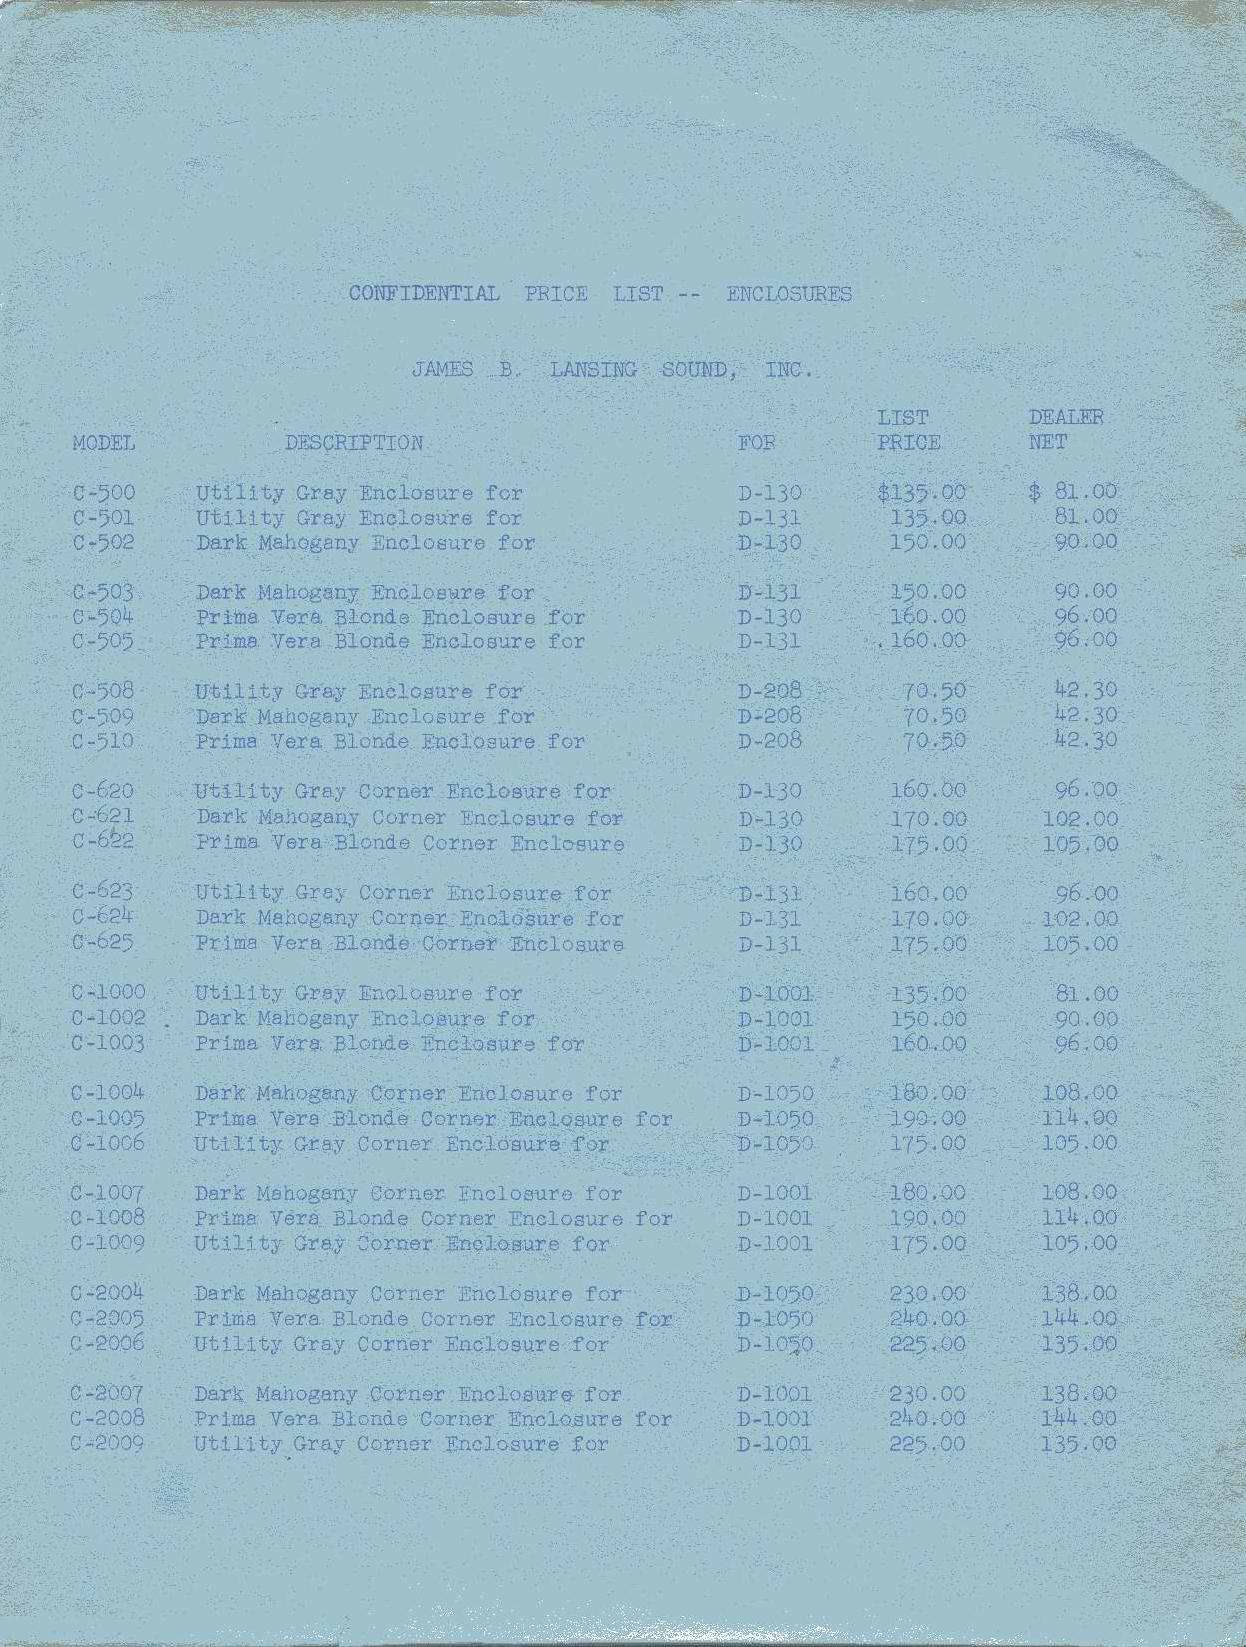 CONFIDENTIAL PRICE LIST -- ENCLOSURES
JAMES B. LANSING SOUND, INC.
LIST DEALER
MODEL DESCRIPTION FOR PRICE NET
C-500 Utility Gray Enclosure for D-130 $135.00 $ 81.00
C-501 Utility Gray Enclosure for D-131 135.00 81.00
C-502 Dark Mahogany Enclosure for D-130 150.00 90.00
C-503 Dark Mahogany Enclosure for D-131 150.00 90.00
C-504 Prima Vera Blonde Enclosure for D-130 160.00 96.00
C-505 Prima Vera Blonde Enclosure for D-131 160.00 96.00
C-508 Utility Gray Enclosure for D-208 70.50 42.30
C-509 Dark Mahogany Enclosure for D-208 70.50 42.30
C-510 Prima Vera Blonde Enclosure for D-208 70.50 42.30
C-620 Utility Gray Corner Enclosure for D-130 160.00 96.00
C-621 Dark Mahogany Corner Enclosure for D-130 170.00 102.00
C-622 Prima Vera Blonde Corner Enclosure D-130 175.00 105.00
C-623 Utility Gray Corner Enclosure for D-131 160.00 96.00
C-624 Dark Mahogany Corner Enclosure for D-131 170.00 102.00
C-625 Prima Vera Blonde Corner Enclosure D-131 175.00 105.00
C-1000 Utility Gray Enclosure for D-1001 135.00 81.00
C-1002 Dark Mahogany Enclosure for D-1001 150.00 90.00
C-1003 Prima Vera Blonde Enclosure for D-1001 160.00 96.00
C-1004 Dark Mahogany Corner Enclosure for D-1050 180.00 108.00
C-1005 Prima Vera Blonde Corner Enclosure for D-1050 190.00 114.00
C-1006 Utility Gray Corner Enclosure for D-1050 175.00 105.00
C-1007 Dark Mahogany Corner Enclosure for D-1001 180.00 108.00
C-1008 Prima Vera Blonde Corner Enclosure for D-1001 190.00 114.00
C-1009 Utility Gray Corner Enclosure for D-1001 175.00 105.00
C-2004 Dark Mahogany Corner Enclosure for D-1050 230.00 138.00
C-2005 Prima Vera Blonde Corner Enclosure for D-1050 240.00 144.00
C-2006 Utility Gray Corner Enclosure for D-1050 225.00 135.00
C-2007 Dark Mahogany Corner Enclosure for D-1001 230.00 138.00
C-2008 Prima Vera Blonde Corner Enclosure for D-1001 240.00 144.00
C-2009 Utility Gray Corner Enclosure for D-1001 225.00 135.00